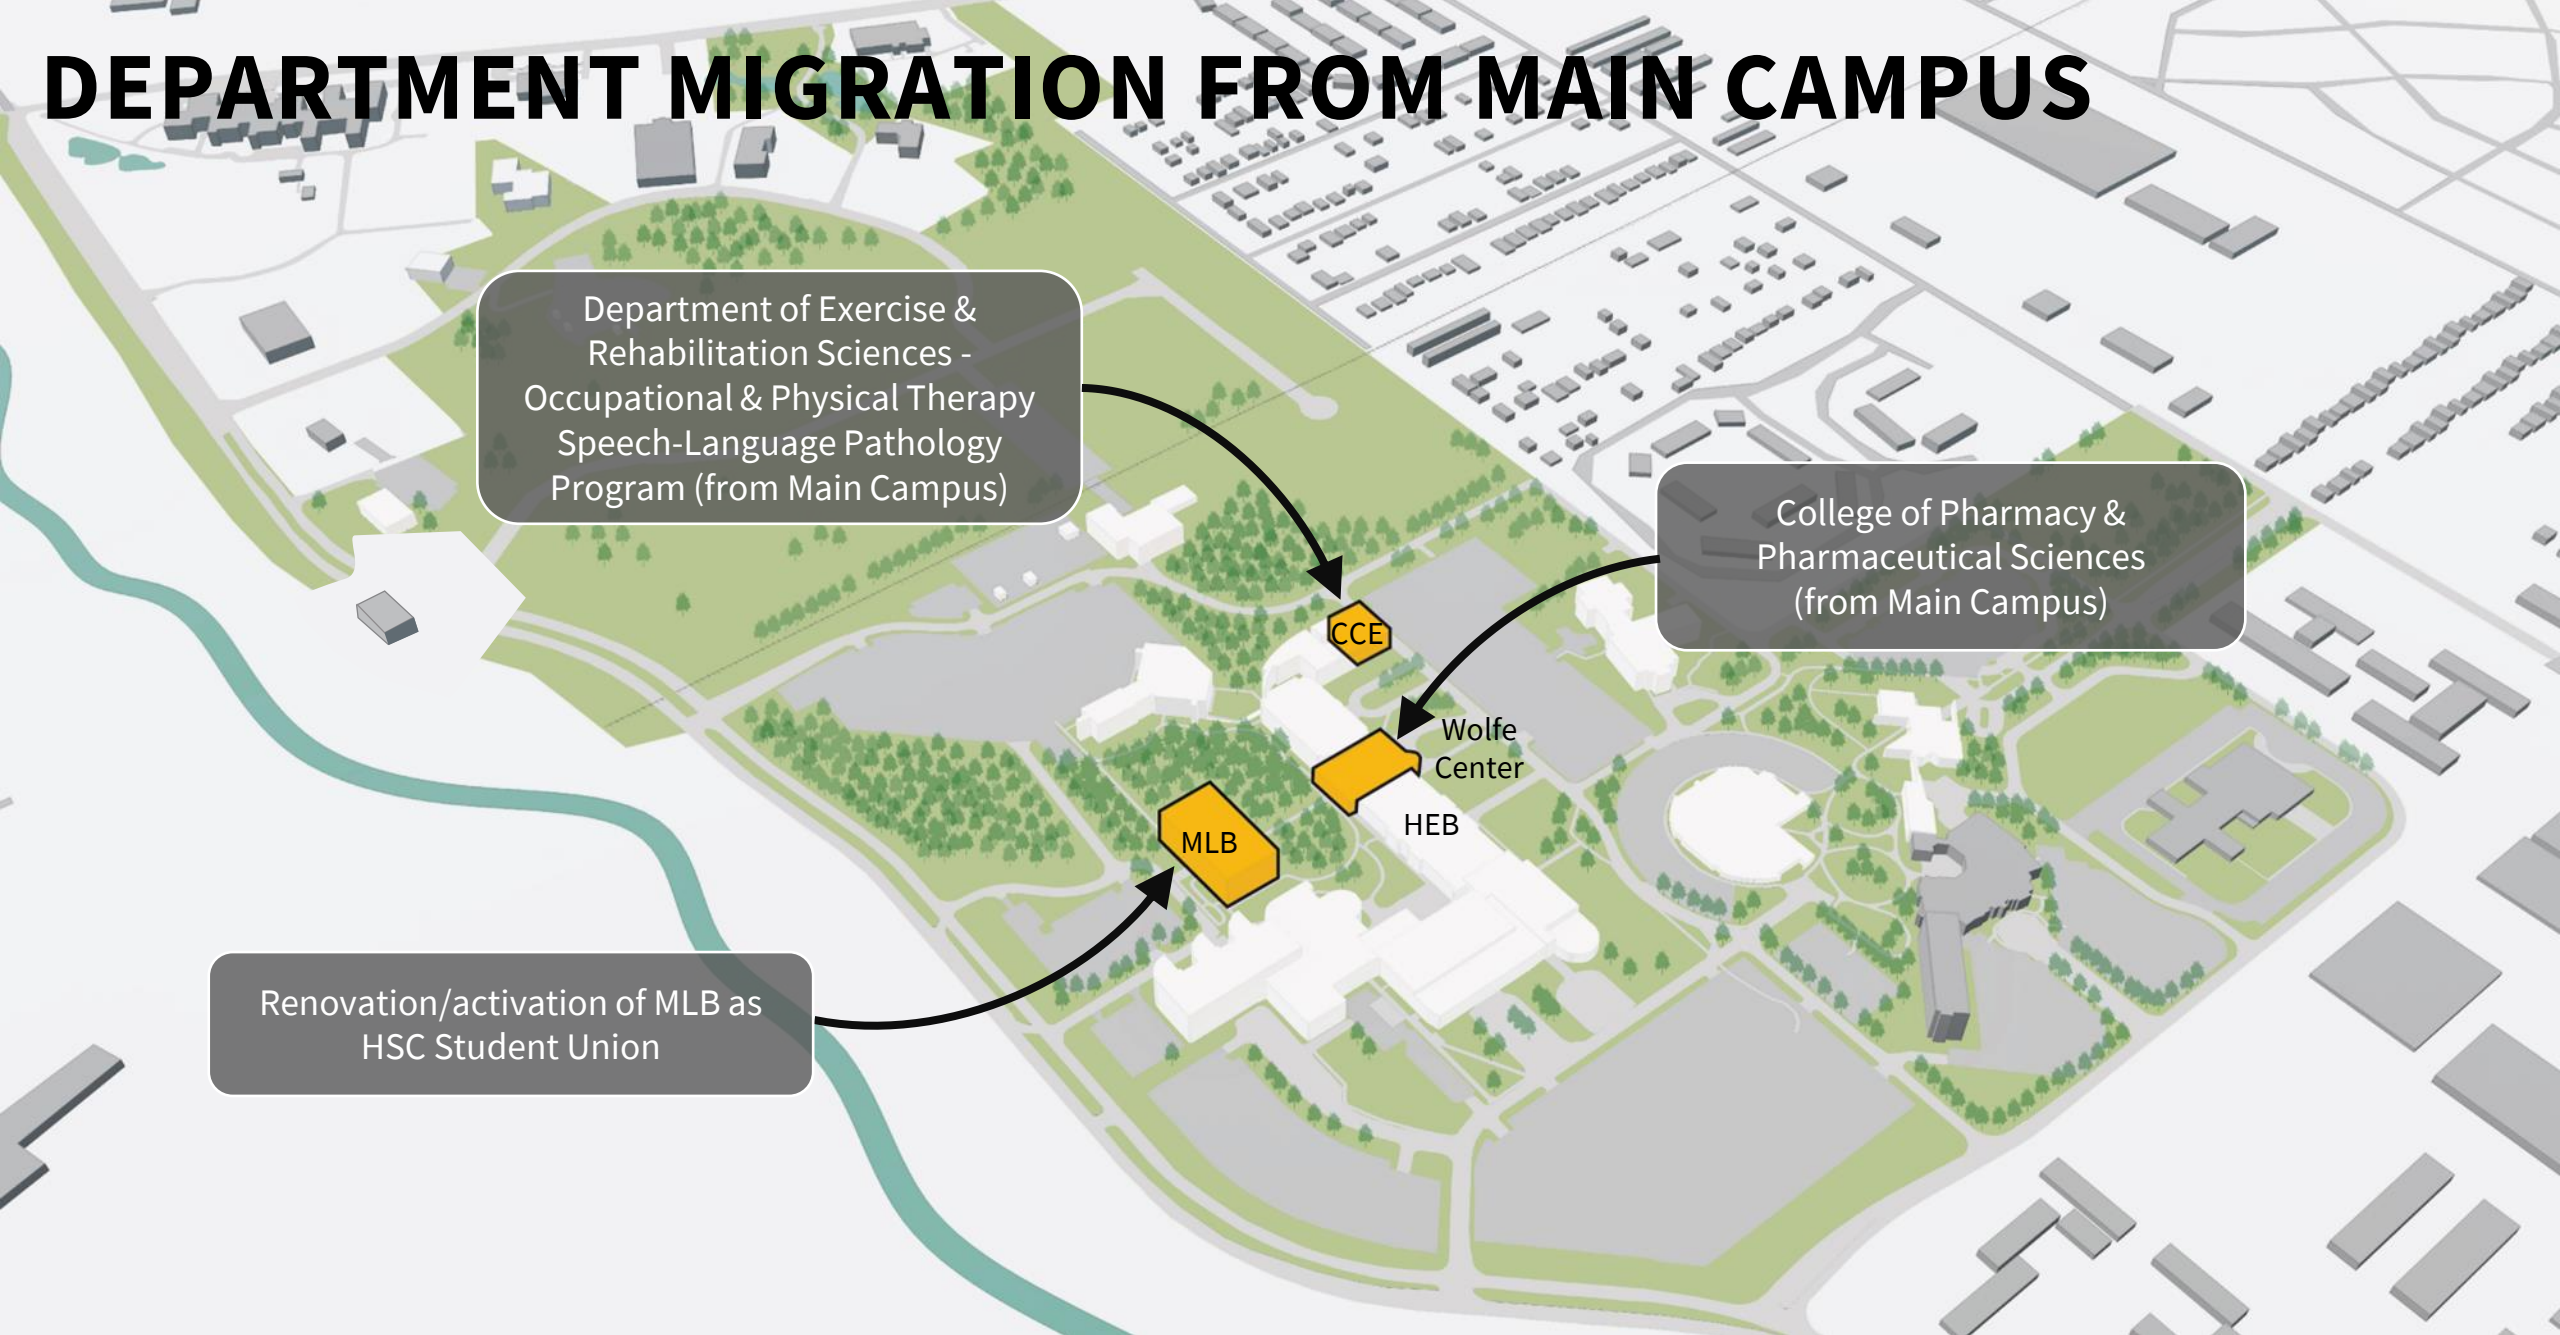 DEPARTMENT MIGRATION FROM MAIN CAMPUS
Department of Exercise &
Rehabilitation Sciences -
Occupational & Physical Therapy
Speech-Language Pathology
Program (from Main Campus)
College of Pharmacy &
Pharmaceutical Sciences
(from Main Campus)
CCE
Wolfe
Center
HEB
MLB
Renovation/activation of MLB as
HSC Student Union